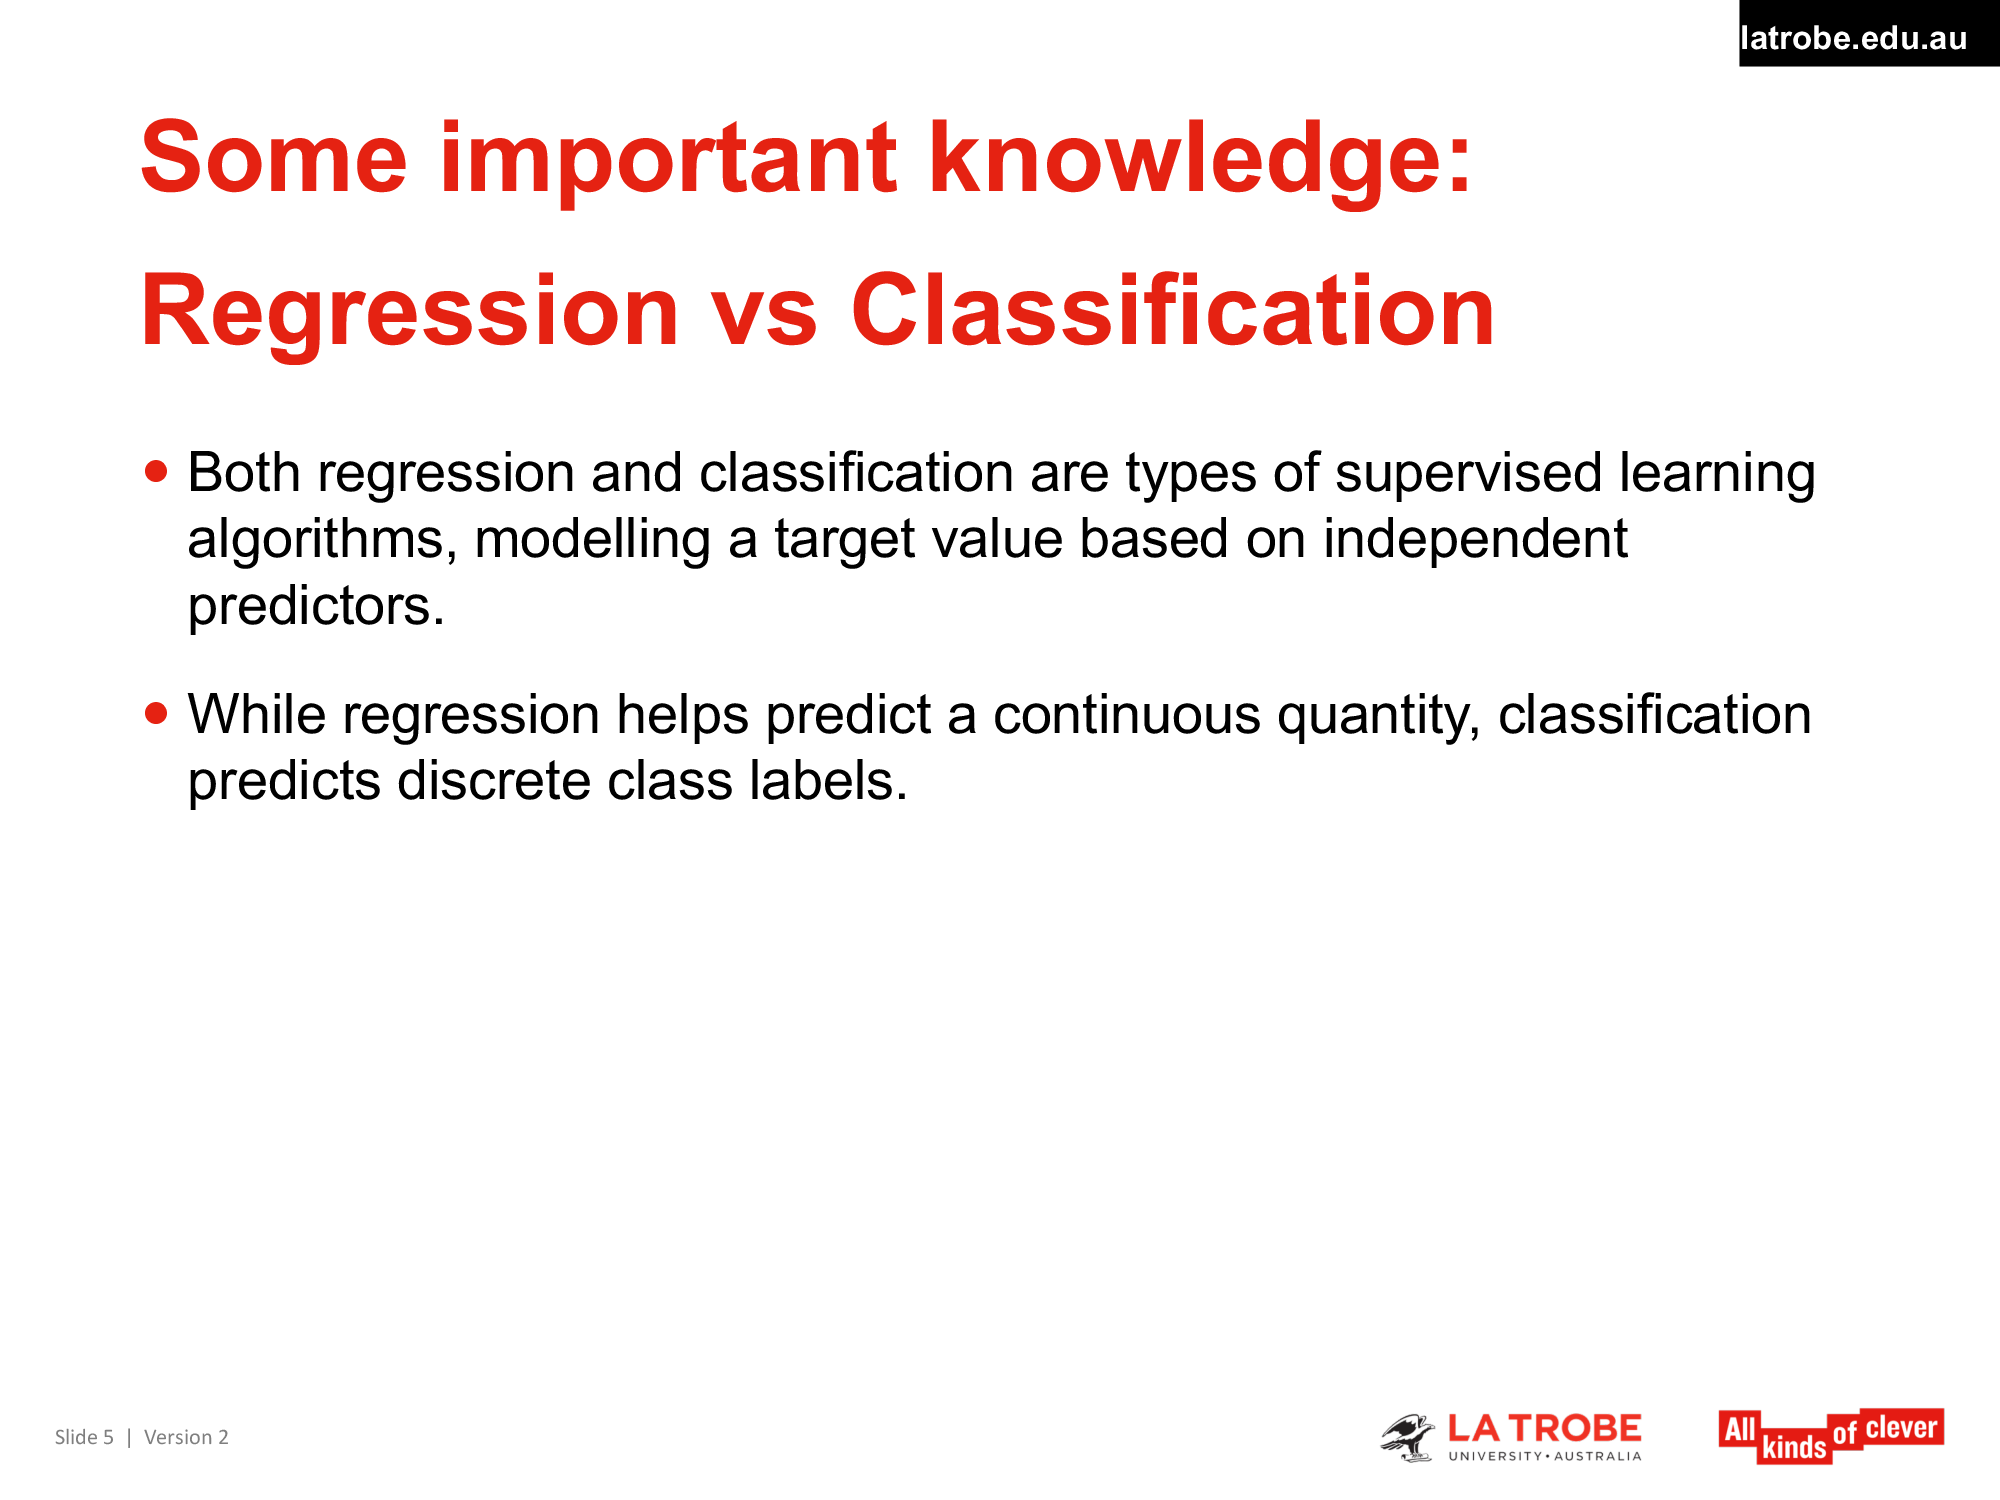 latrobe.edu.au
Some important knowledge:
Regression vs Classification
• Both regression and classification are types of supervised learning
algorithms, modelling a target value based on independent
predictors.
• While regression helps predict a continuous quantity, classification
predicts discrete class labels.
Slide 5 | Version 2
LA TROBE
UNIVERSITY • AUSTRALIA
All kinds of clever